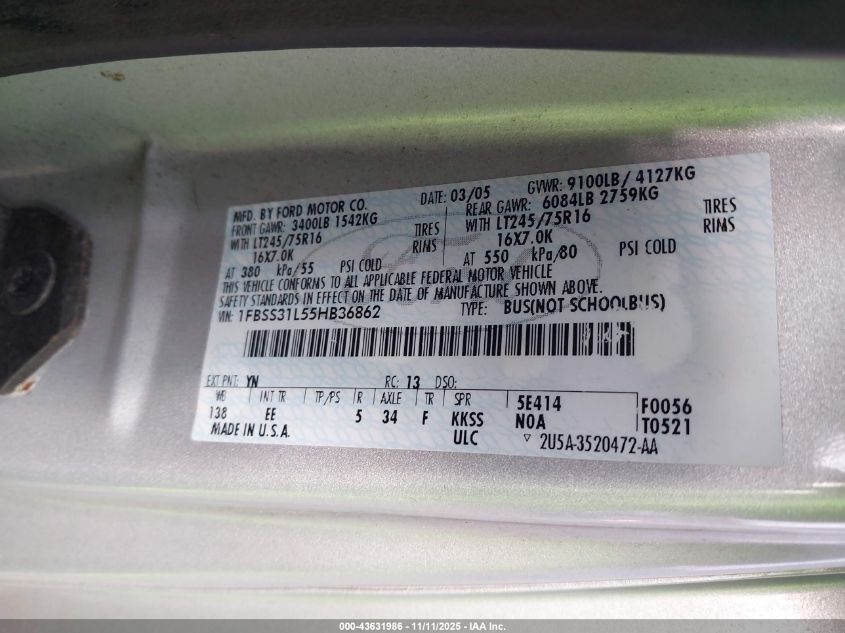 MFD. BY FORD MOTOR CO. DATE: 03/05 GVWR: 9100LB/ 4127KG
FRONT GAWR: 3400LB 1542KG REAR GAWR: 6084LB 2759KG
WITH LT245/75R16 TIRES WITH LT245/75R16 TIRES
16X7.0K RIMS 16X7.0K RIMS
AT 380 kPa/55 PSI COLD AT 550 kPa/80 PSI COLD
THIS VEHICLE CONFORMS TO ALL APPLICABLE FEDERAL MOTOR VEHICLE
SAFETY STANDARDS IN EFFECT ON THE DATE OF MANUFACTURE SHOWN ABOVE.
VIN: 1FBSS31L55HB36862 TYPE: BUS(NOT SCHOOLBUS)
EXT PNT: YN RC: 13 DSO:
WB INT TR TP/PS R AXLE TR SPR 5E414 F0056
138 EE 5 34 F KKSS N0A T0521
MADE IN U.S.A. ULC ▽ 2U5A-3520472-AA
000-43631986 - 11/11/2025 - IAA Inc.